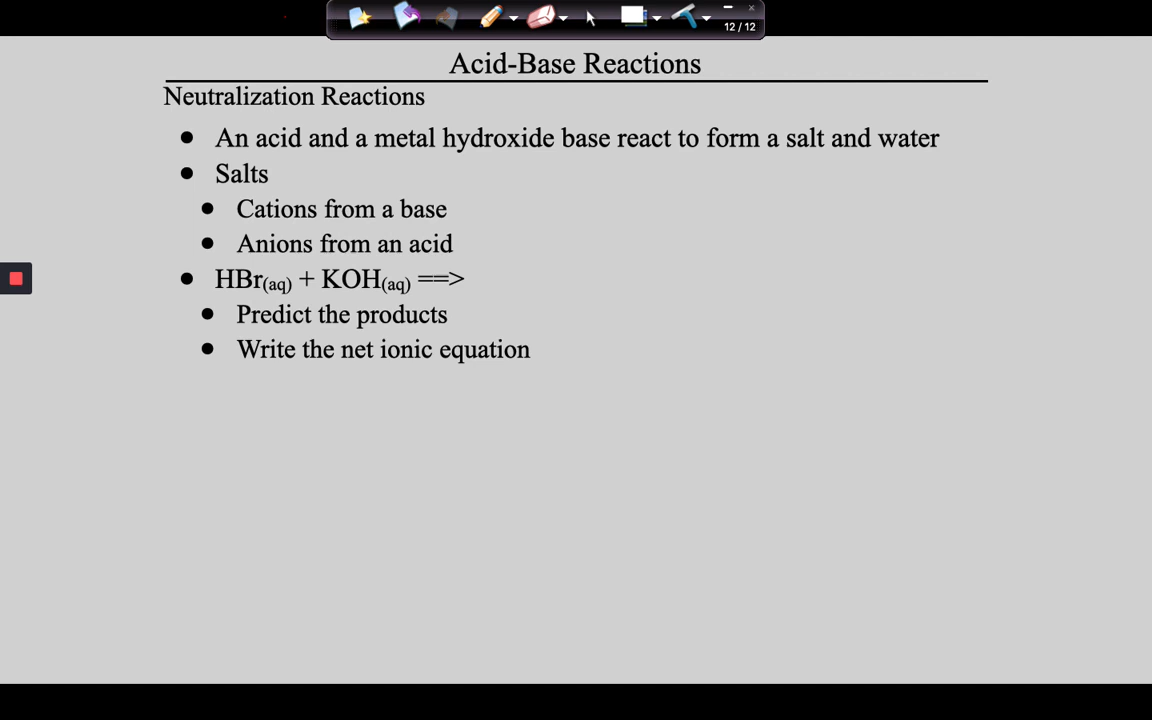 12 / 12
Acid-Base Reactions
Neutralization Reactions
● An acid and a metal hydroxide base react to form a salt and water
● Salts
● Cations from a base
● Anions from an acid
● HBr(aq) + KOH(aq) ==>
● Predict the products
● Write the net ionic equation